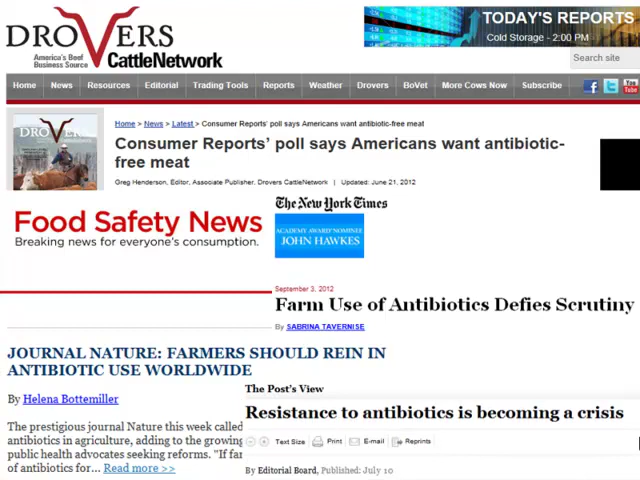 DROVERS
America's Beef
Business Source
CattleNetwork
TODAY'S REPORTS
Cold Storage - 2:00 PM
Search site
Home News Resources Editorial Trading Tools Reports Weather Drovers BoVet More Cows Now Subscribe
You
Tube
DROVERS
Home > News > Latest > Consumer Reports' poll says Americans want antibiotic-free meat
Consumer Reports' poll says Americans want antibiotic-
free meat
Greg Henderson, Editor, Associate Publisher, Drovers CattleNetwork | Updated: June 21, 2012
Food Safety News
Breaking news for everyone's consumption.
The New York Times
ACADEMY AWARD NOMINEE
JOHN HAWKES
September 3, 2012
Farm Use of Antibiotics Defies Scrutiny
By SABRINA TAVERNISE
JOURNAL NATURE: FARMERS SHOULD REIN IN
ANTIBIOTIC USE WORLDWIDE
By Helena Bottemiller
The prestigious journal Nature this week called
antibiotics in agriculture, adding to the growing
public health advocates seeking reforms. "If far
of antibiotics for... Read more >>
The Post's View
Resistance to antibiotics is becoming a crisis
Text Size Print E-mail Reprints
By Editorial Board, Published: July 10